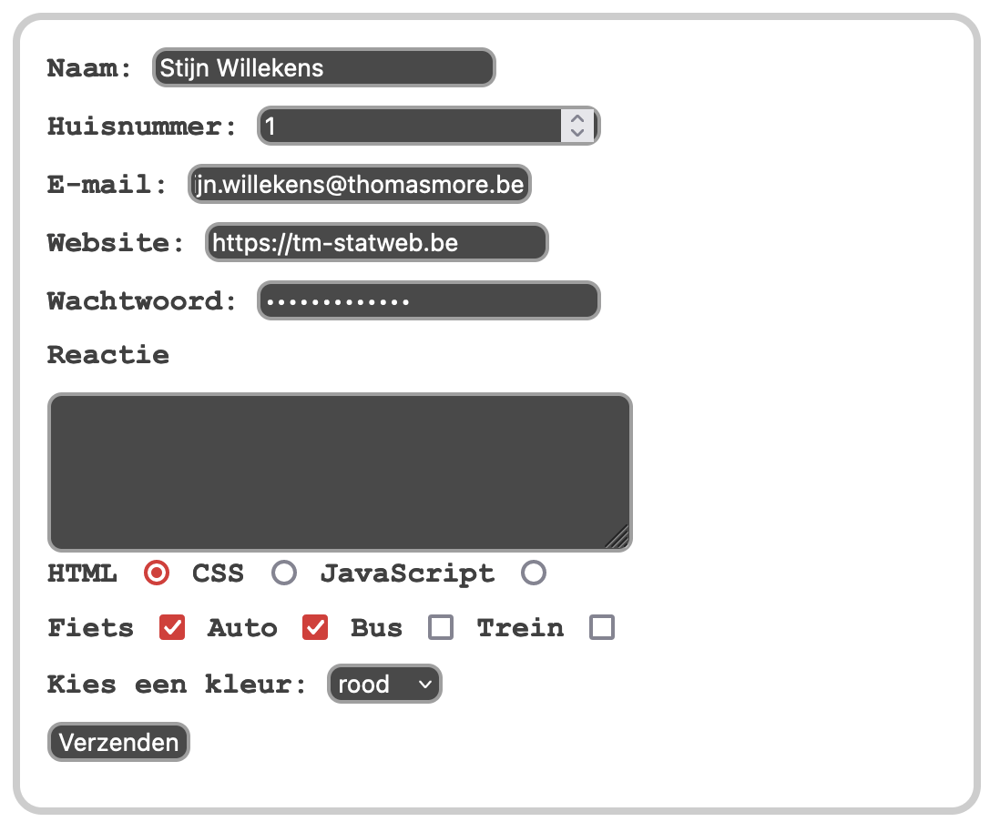 Naam: Stijn Willekens
Huisnummer: 1
E-mail: jn.willekens@thomasmore.be
Website: https://tm-statweb.be
Wachtwoord: •••••••••••••
Reactie
HTML CSS JavaScript
Fiets Auto Bus Trein
Kies een kleur: rood
Verzenden